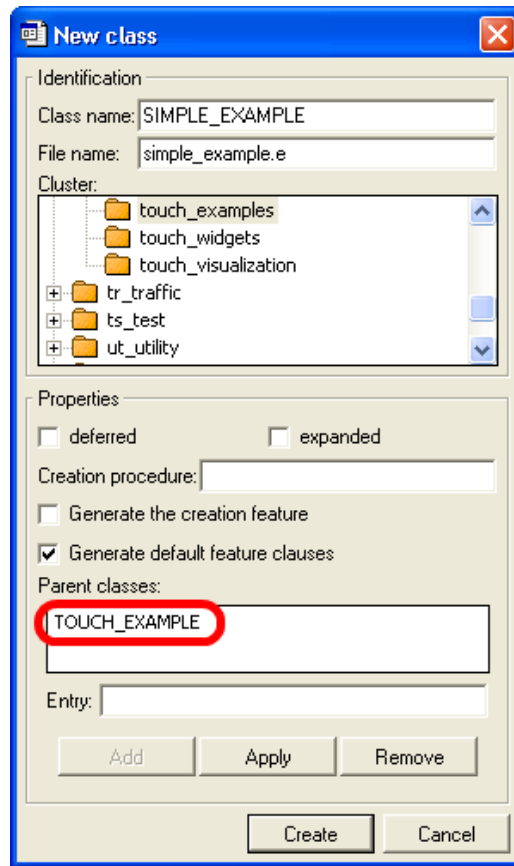 New class
Identification
Class name: SIMPLE_EXAMPLE
File name: simple_example.e
Cluster:
touch_examples
touch_widgets
touch_visualization
tr_traffic
ts_test
ut_utility
Properties
deferred expanded
Creation procedure:
Generate the creation feature
Generate default feature clauses
Parent classes:
TOUCH_EXAMPLE
Entry:
Add Apply Remove
Create Cancel